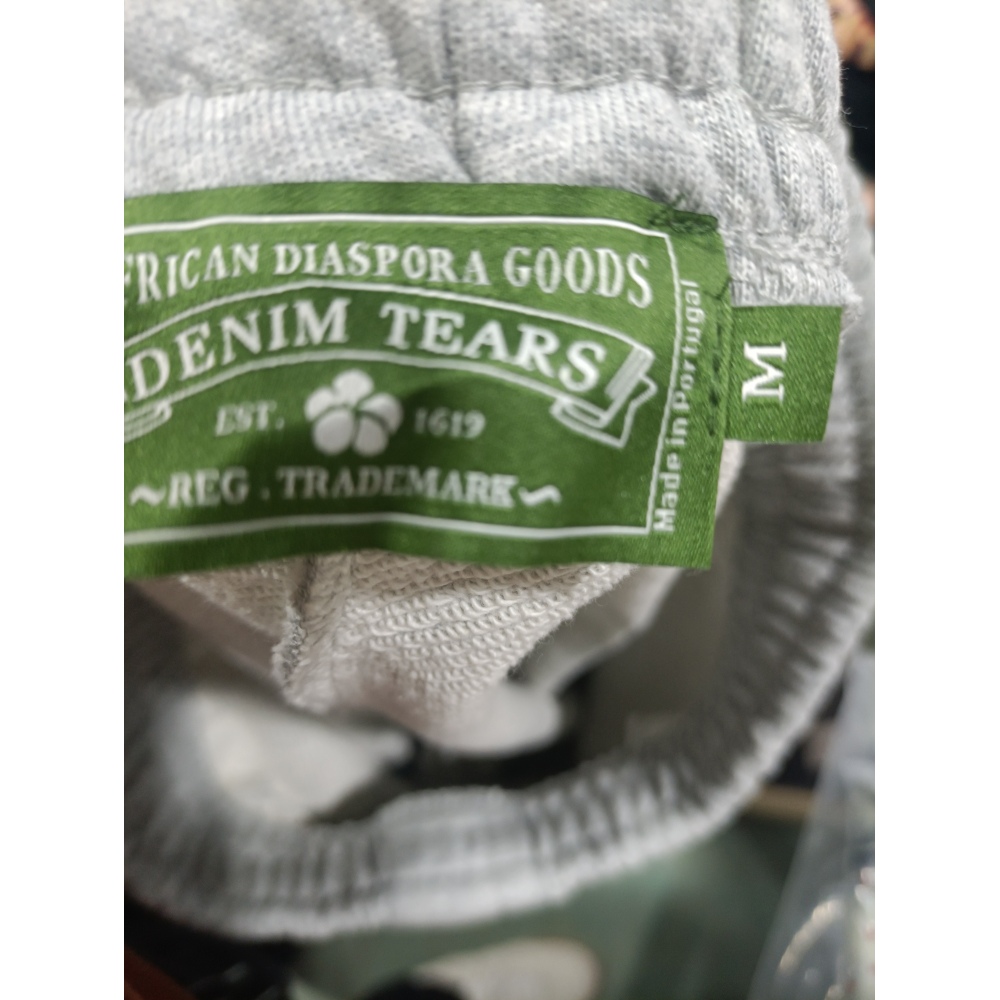 FRICAN DIASPORA GOODS
DENIM TEARS
EST. 1619
~REG . TRADEMARK~
Made in Portugal
M